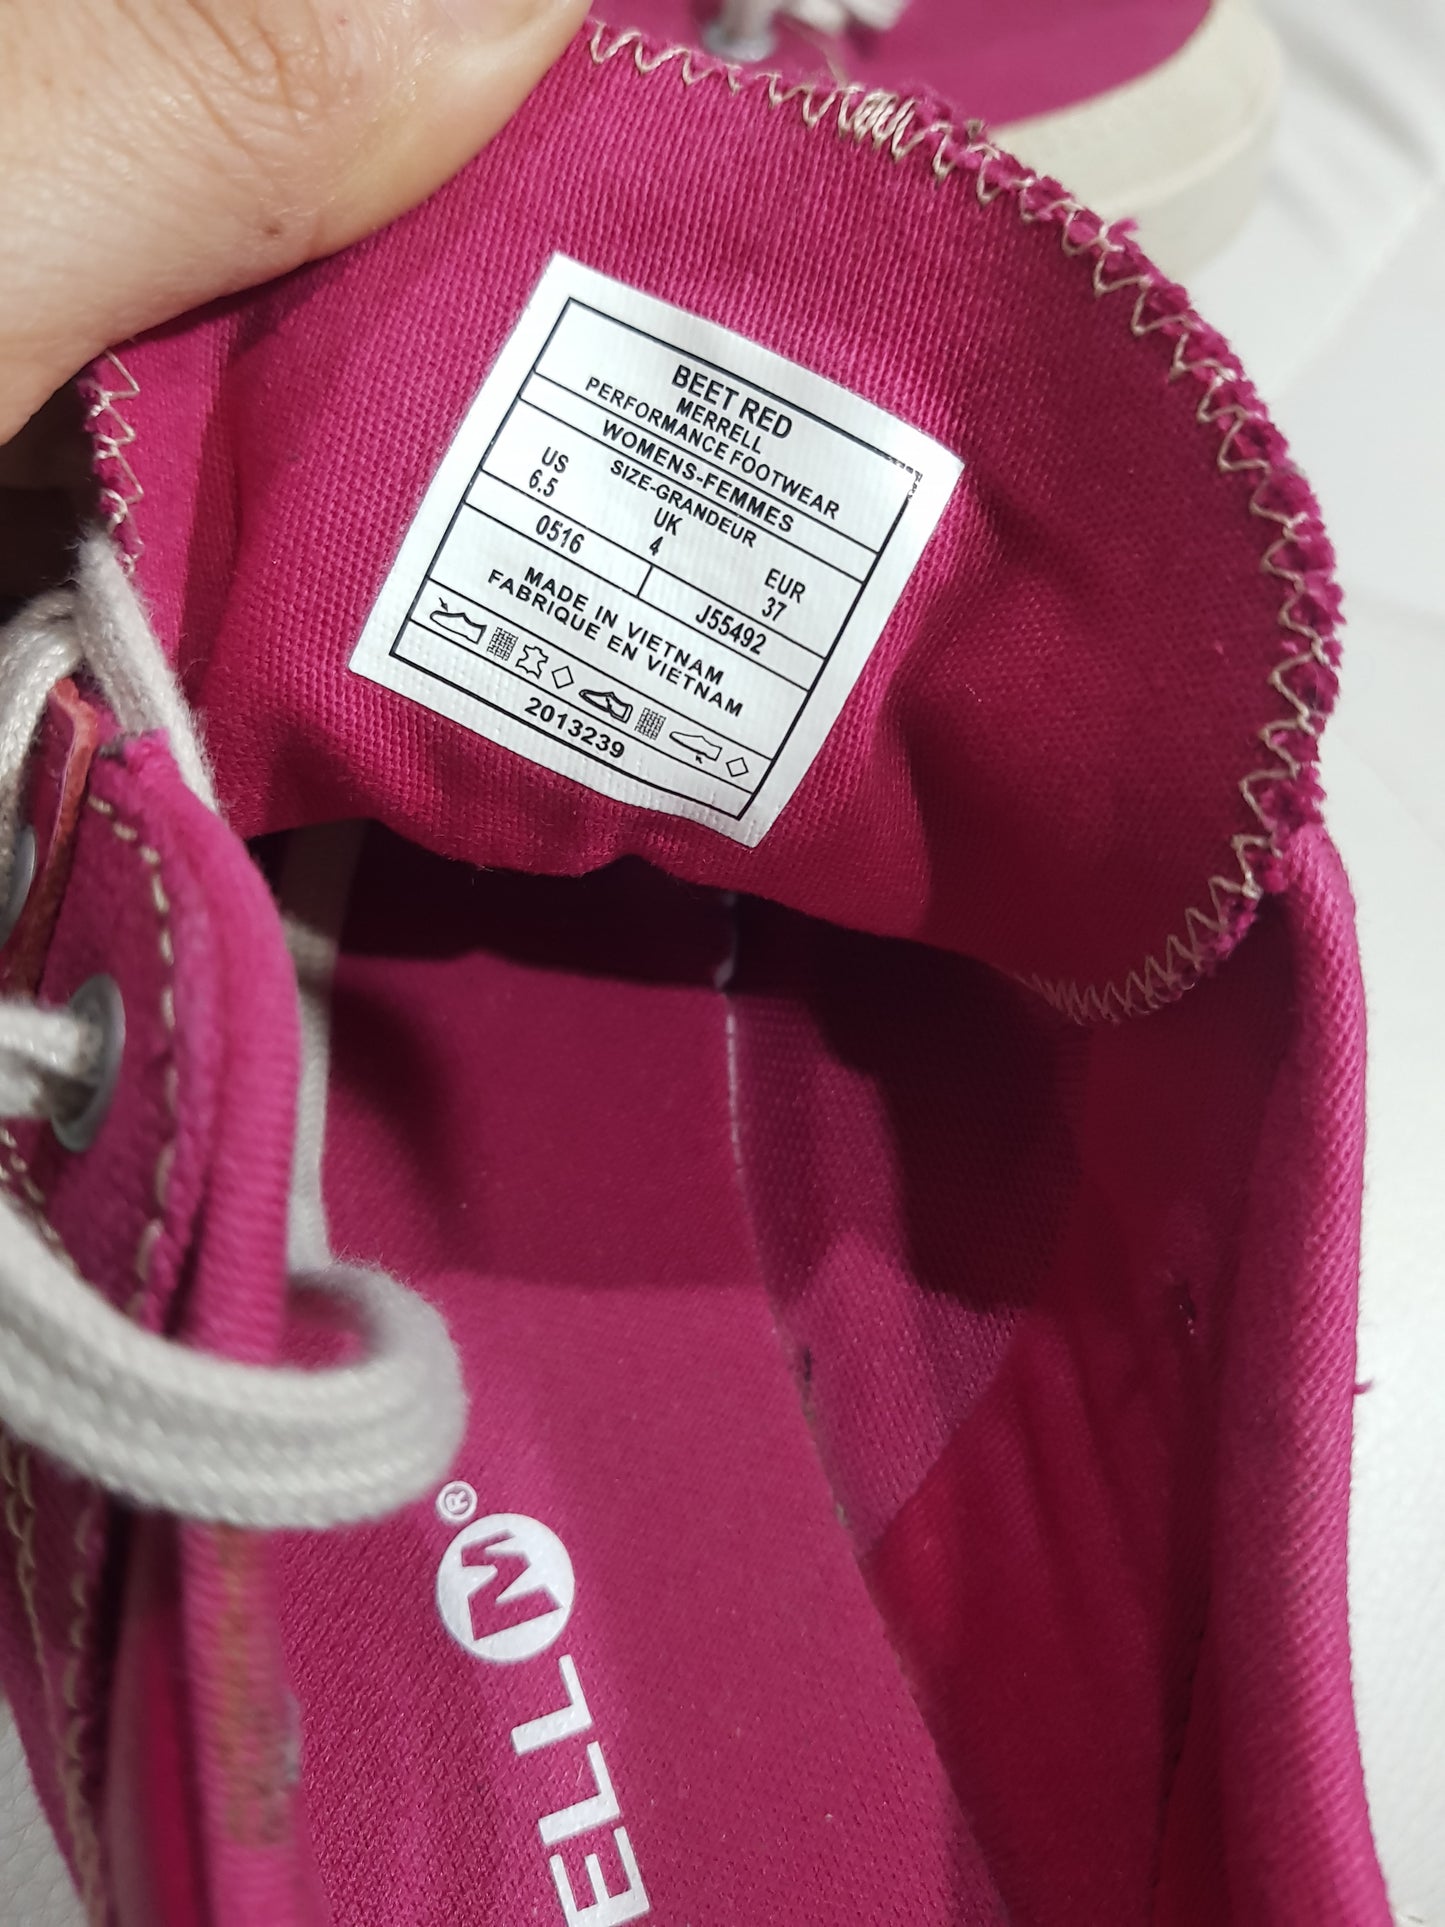 BEET RED
MERRELL
PERFORMANCE FOOTWEAR
WOMENS-FEMMES
SIZE-GRANDEUR
US UK EUR
6.5 4 37
0516 J55492
MADE IN VIETNAM
FABRIQUE EN VIETNAM
2013239
ELL M®